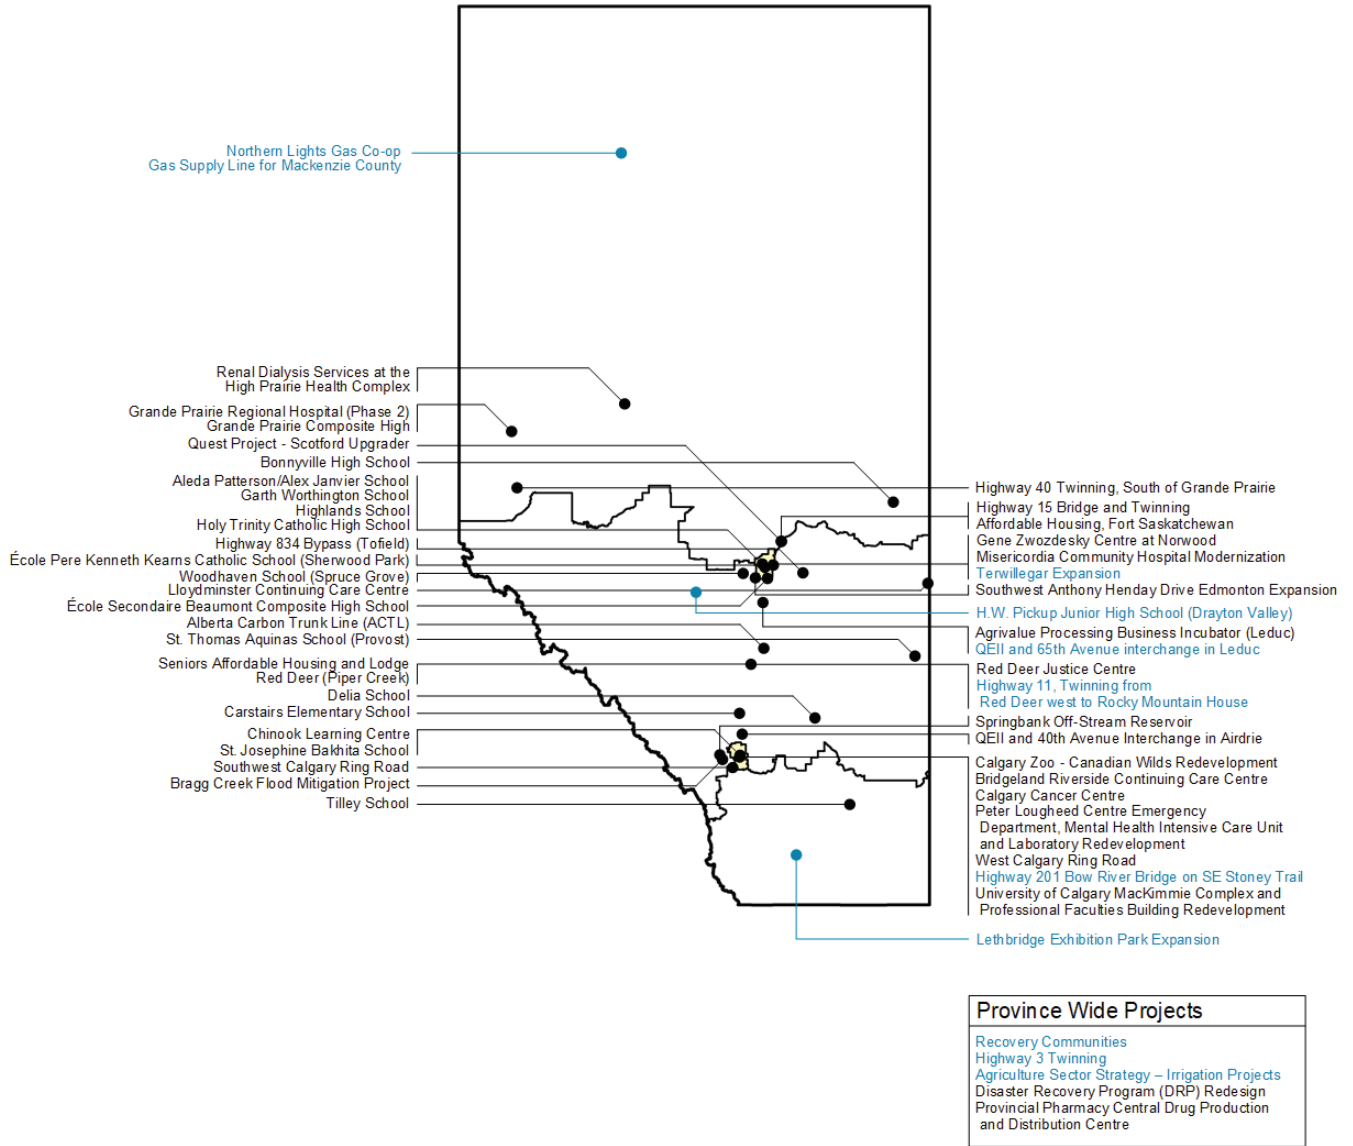 Northern Lights Gas Co-op
Gas Supply Line for Mackenzie County
Renal Dialysis Services at the
High Prairie Health Complex
Grande Prairie Regional Hospital (Phase 2)
Grande Prairie Composite High
Quest Project - Scotford Upgrader
Bonnyville High School
Aleda Patterson/Alex Janvier School
Garth Worthington School
Highlands School
Holy Trinity Catholic High School
Highway 834 Bypass (Tofield)
École Pere Kenneth Kearns Catholic School (Sherwood Park)
Woodhaven School (Spruce Grove)
Lloydminster Continuing Care Centre
École Secondaire Beaumont Composite High School
Alberta Carbon Trunk Line (ACTL)
St. Thomas Aquinas School (Provost)
Seniors Affordable Housing and Lodge
Red Deer (Piper Creek)
Delia School
Carstairs Elementary School
Chinook Learning Centre
St. Josephine Bakhita School
Southwest Calgary Ring Road
Bragg Creek Flood Mitigation Project
Tilley School
Highway 40 Twinning, South of Grande Prairie
Highway 15 Bridge and Twinning
Affordable Housing, Fort Saskatchewan
Gene Zwozdesky Centre at Norwood
Misericordia Community Hospital Modernization
Terwillegar Expansion
Southwest Anthony Henday Drive Edmonton Expansion
H.W. Pickup Junior High School (Drayton Valley)
Agrivalue Processing Business Incubator (Leduc)
QEII and 65th Avenue interchange in Leduc
Red Deer Justice Centre
Highway 11, Twinning from
Red Deer west to Rocky Mountain House
Springbank Off-Stream Reservoir
QEII and 40th Avenue Interchange in Airdrie
Calgary Zoo - Canadian Wilds Redevelopment
Bridgeland Riverside Continuing Care Centre
Calgary Cancer Centre
Peter Lougheed Centre Emergency
Department, Mental Health Intensive Care Unit
and Laboratory Redevelopment
West Calgary Ring Road
Highway 201 Bow River Bridge on SE Stoney Trail
University of Calgary MacKimmie Complex and
Professional Faculties Building Redevelopment
Lethbridge Exhibition Park Expansion
Province Wide Projects
Recovery Communities
Highway 3 Twinning
Agriculture Sector Strategy – Irrigation Projects
Disaster Recovery Program (DRP) Redesign
Provincial Pharmacy Central Drug Production
and Distribution Centre